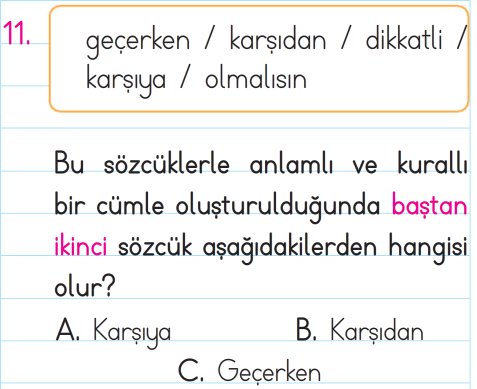 11.
geçerken / karşıdan / dikkatli /
karşıya / olmalısın
Bu sözcüklerle anlamlı ve kurallı
bir cümle oluşturulduğunda baştan
ikinci sözcük aşağıdakilerden hangisi
olur?
A. Karşıya B. Karşıdan
C. Geçerken